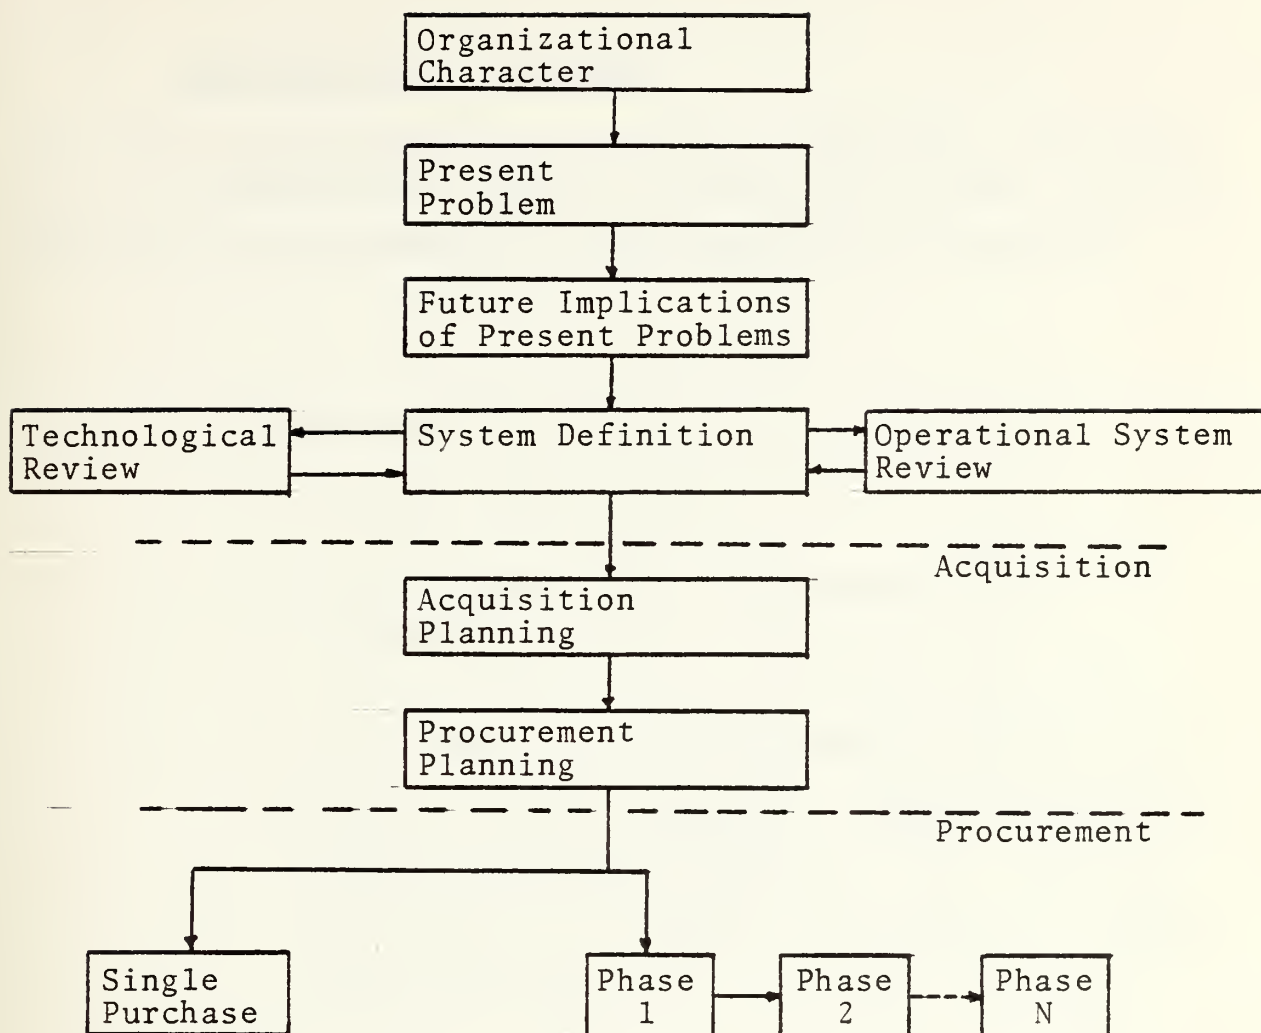 Organizational
Character
Present
Problem
Future Implications
of Present Problems
Technological
Review
System Definition
Operational System
Review
Acquisition
Acquisition
Planning
Procurement
Planning
Procurement
Single
Purchase
Phase
1
Phase
2
Phase
N